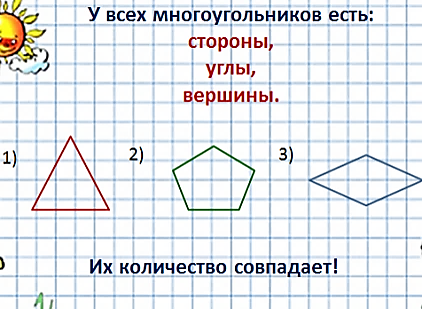 У всех многоугольников есть:
стороны,
углы,
вершины.
1) 2) 3)
Их количество совпадает!